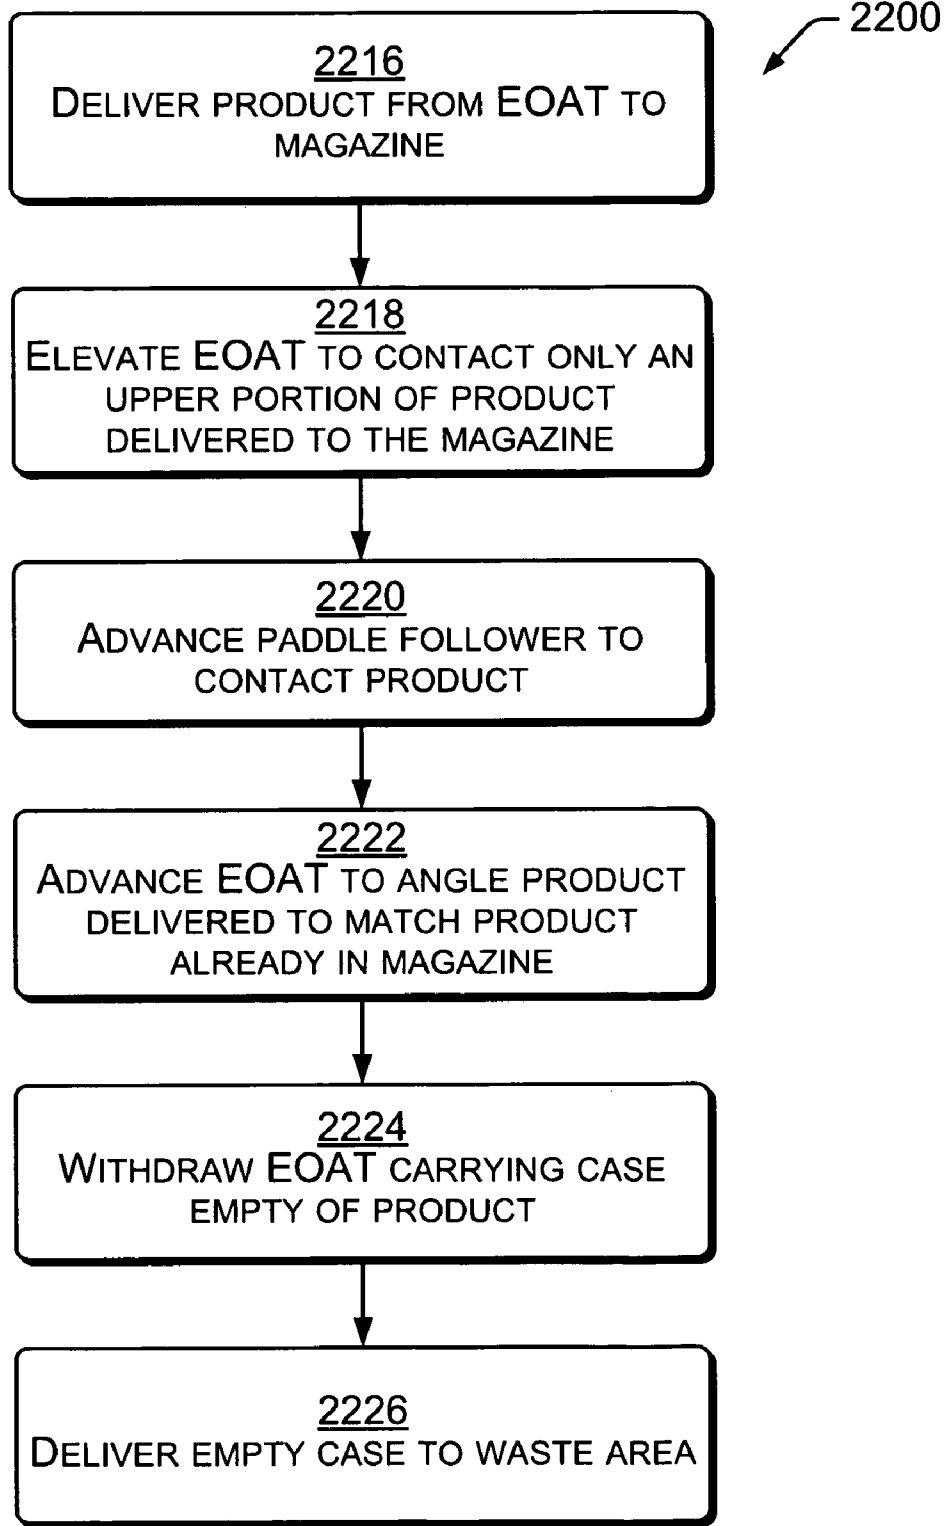 2200
2216
DELIVER PRODUCT FROM EOAT TO
MAGAZINE
2218
ELEVATE EOAT TO CONTACT ONLY AN
UPPER PORTION OF PRODUCT
DELIVERED TO THE MAGAZINE
2220
ADVANCE PADDLE FOLLOWER TO
CONTACT PRODUCT
2222
ADVANCE EOAT TO ANGLE PRODUCT
DELIVERED TO MATCH PRODUCT
ALREADY IN MAGAZINE
2224
WITHDRAW EOAT CARRYING CASE
EMPTY OF PRODUCT
2226
DELIVER EMPTY CASE TO WASTE AREA